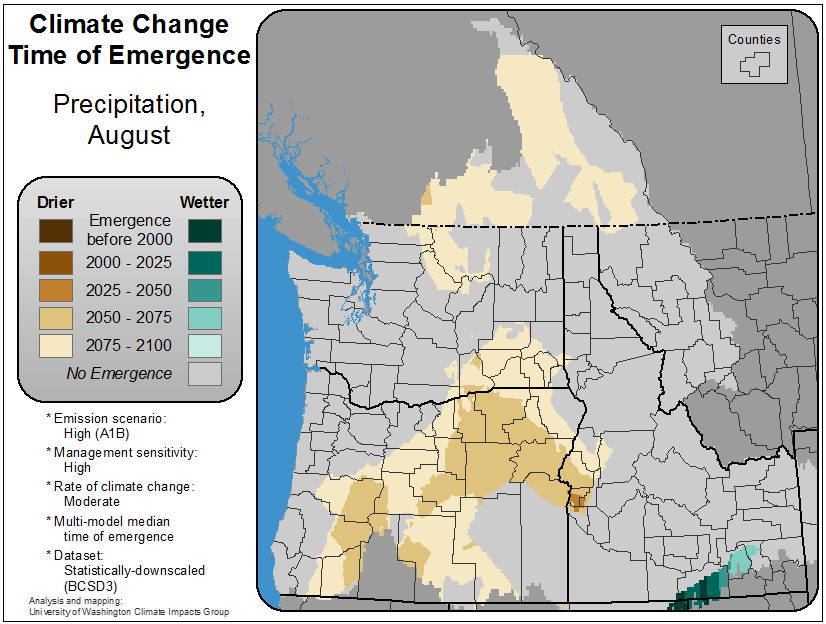 Climate Change
Time of Emergence
Precipitation,
August
Drier Wetter
Emergence
before 2000
2000 - 2025
2025 - 2050
2050 - 2075
2075 - 2100
No Emergence
* Emission scenario:
High (A1B)
* Management sensitivity:
High
* Rate of climate change:
Moderate
* Multi-model median
time of emergence
* Dataset:
Statistically-downscaled
(BCSD3)
Analysis and mapping:
University of Washington Climate Impacts Group
Counties